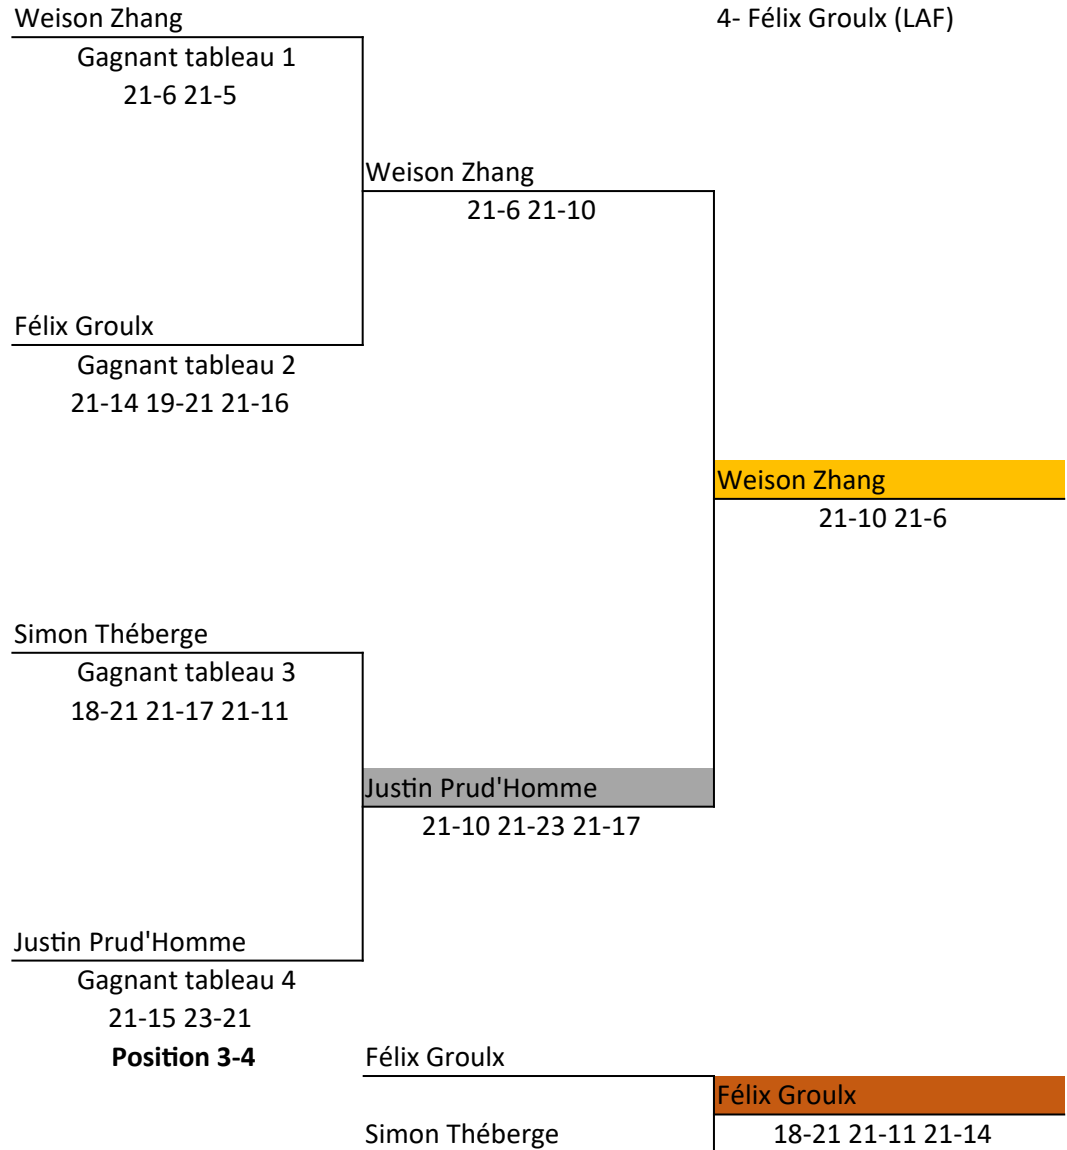 Weison Zhang
4- Félix Groulx (LAF)
Gagnant tableau 1
21-6 21-5
Weison Zhang
21-6 21-10
Félix Groulx
Gagnant tableau 2
21-14 19-21 21-16
Weison Zhang
21-10 21-6
Simon Théberge
Gagnant tableau 3
18-21 21-17 21-11
Justin Prud'Homme
21-10 21-23 21-17
Justin Prud'Homme
Gagnant tableau 4
21-15 23-21
Position 3-4
Félix Groulx
Félix Groulx
Simon Théberge
18-21 21-11 21-14